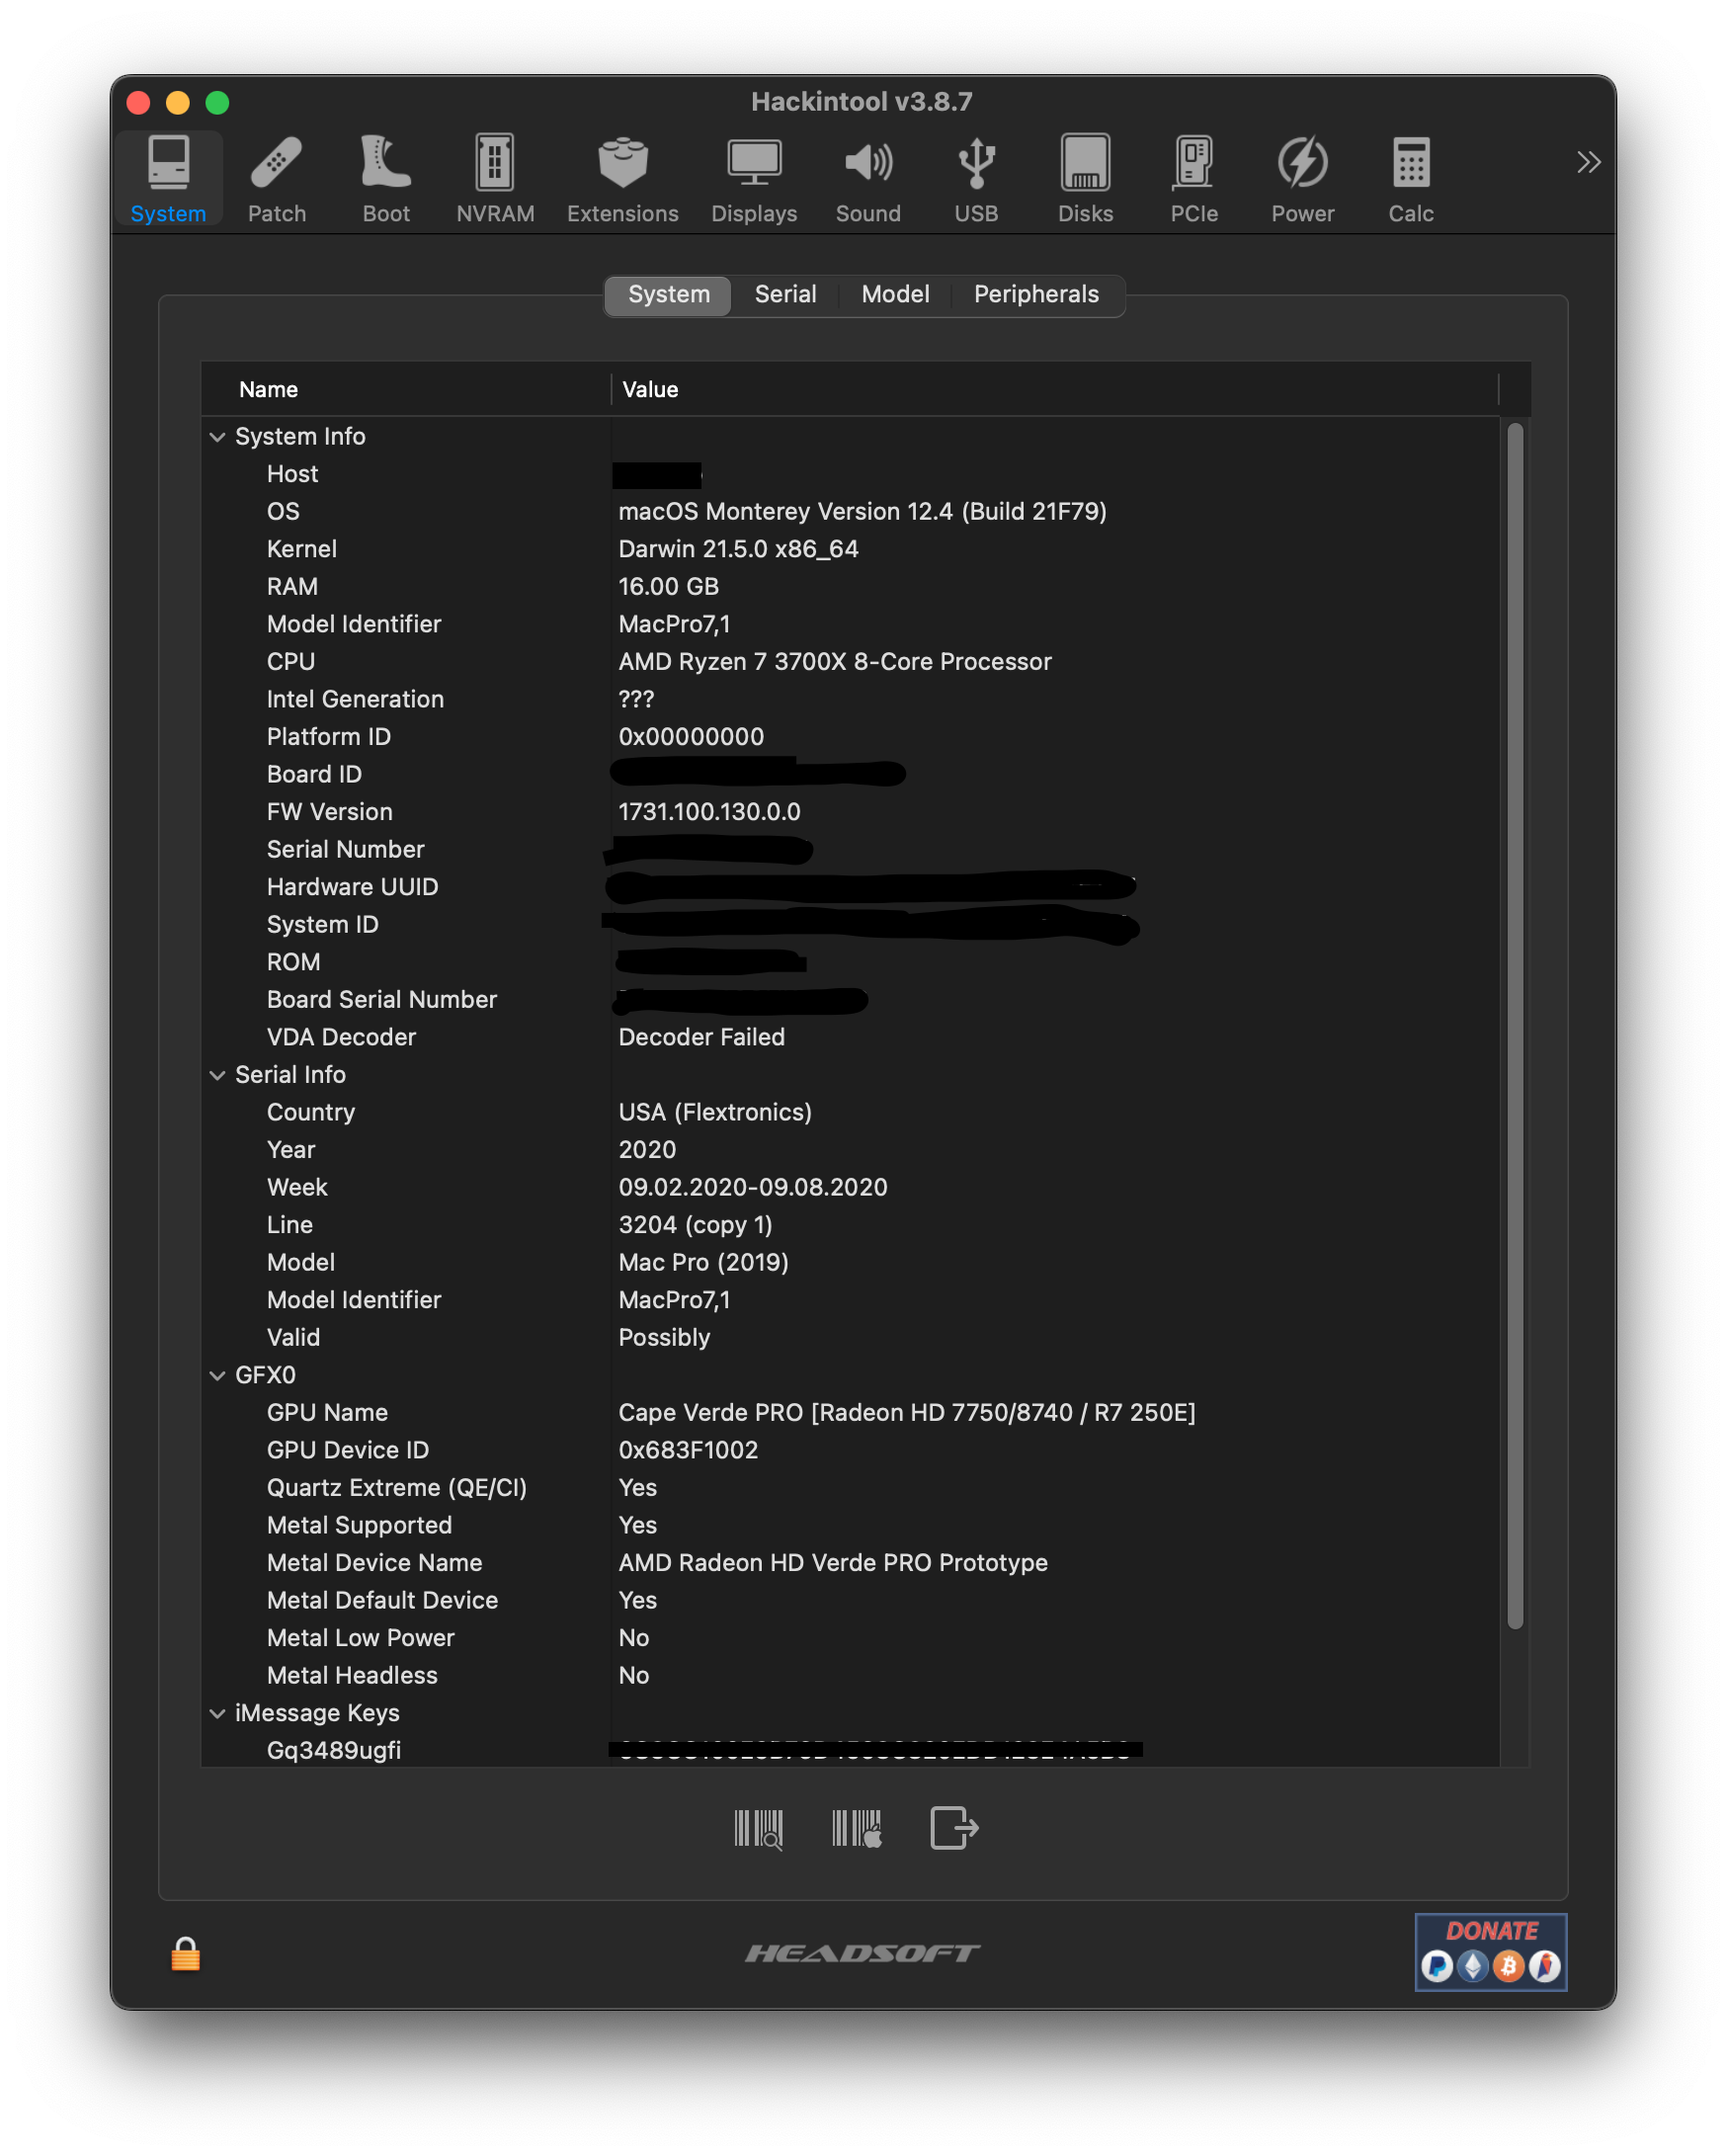 Hackintool v3.8.7
System Patch Boot NVRAM Extensions Displays Sound USB Disks PCIe Power Calc
System Serial Model Peripherals
Name Value
System Info
Host
OS macOS Monterey Version 12.4 (Build 21F79)
Kernel Darwin 21.5.0 x86_64
RAM 16.00 GB
Model Identifier MacPro7,1
CPU AMD Ryzen 7 3700X 8-Core Processor
Intel Generation ???
Platform ID 0x00000000
Board ID
FW Version 1731.100.130.0.0
Serial Number
Hardware UUID
System ID
ROM
Board Serial Number
VDA Decoder Decoder Failed
Serial Info
Country USA (Flextronics)
Year 2020
Week 09.02.2020-09.08.2020
Line 3204 (copy 1)
Model Mac Pro (2019)
Model Identifier MacPro7,1
Valid Possibly
GFX0
GPU Name Cape Verde PRO [Radeon HD 7750/8740 / R7 250E]
GPU Device ID 0x683F1002
Quartz Extreme (QE/CI) Yes
Metal Supported Yes
Metal Device Name AMD Radeon HD Verde PRO Prototype
Metal Default Device Yes
Metal Low Power No
Metal Headless No
iMessage Keys
Gq3489ugfi
HEADSOFT
DONATE